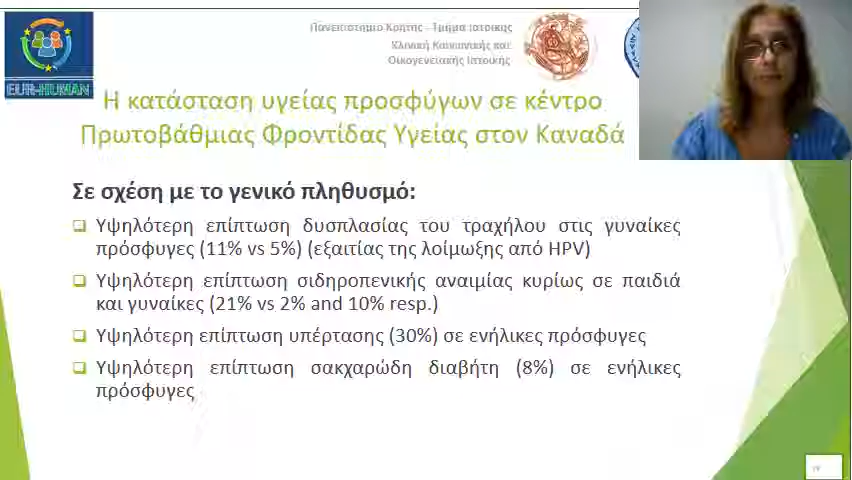 Πανεπιστήμιο Κρήτης - Τμήμα Ιατρικής
Κλινική Κοινωνικής και
Οικογενειακής Ιατρικής
EUR-HUMAN
Η κατάσταση υγείας προσφύγων σε κέντρο
Πρωτοβάθμιας Φροντίδας Υγείας στον Καναδά
Σε σχέση με το γενικό πληθυσμό:
Υψηλότερη επίπτωση δυσπλασίας του τραχήλου στις γυναίκες
πρόσφυγες (11% vs 5%) (εξαιτίας της λοίμωξης από HPV)
Υψηλότερη επίπτωση σιδηροπενικής αναιμίας κυρίως σε παιδιά
και γυναίκες (21% vs 2% and 10% resp.)
Υψηλότερη επίπτωση υπέρτασης (30%) σε ενήλικες πρόσφυγες
Υψηλότερη επίπτωση σακχαρώδη διαβήτη (8%) σε ενήλικες
πρόσφυγες